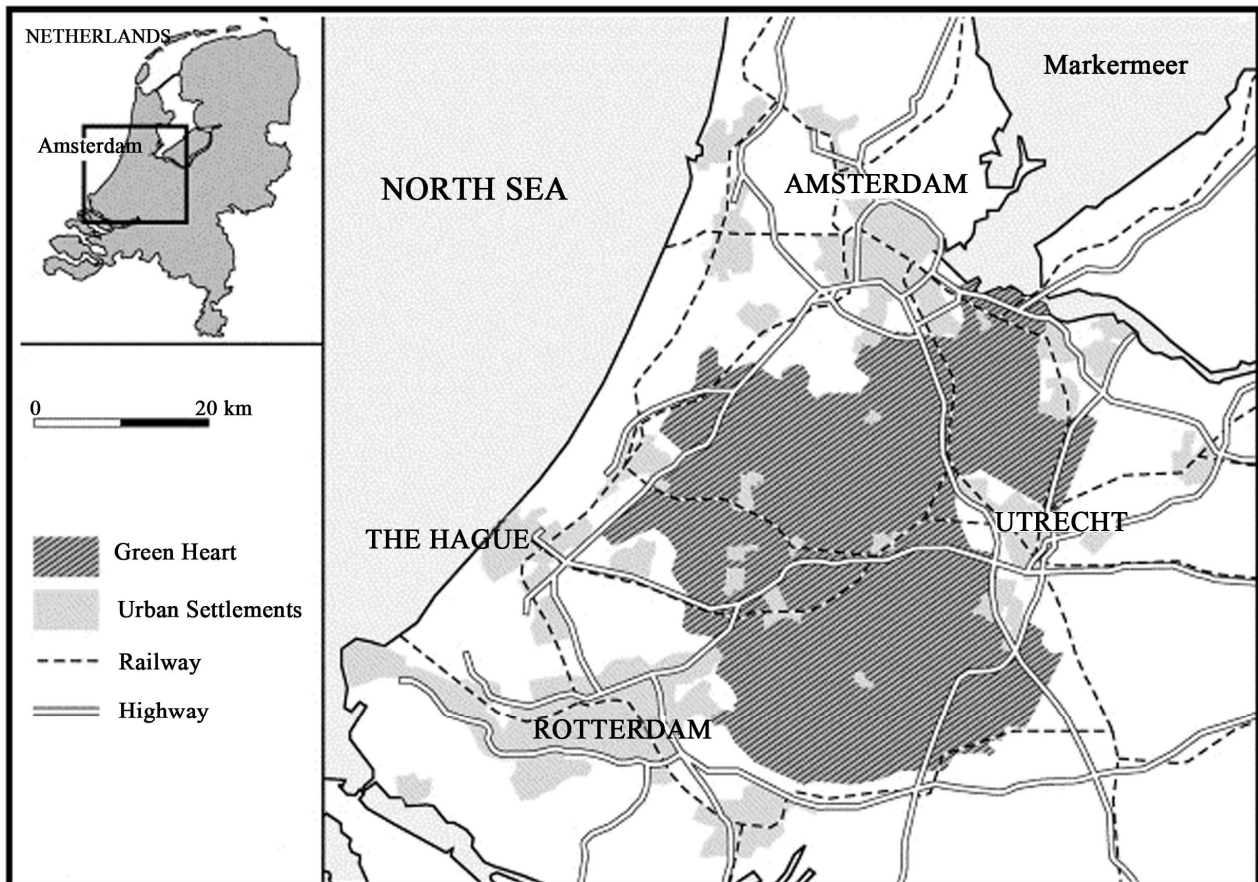 NETHERLANDS
Amsterdam
0 20 km
Green Heart
Urban Settlements
Railway
Highway
Markermeer
NORTH SEA
AMSTERDAM
THE HAGUE
UTRECHT
ROTTERDAM